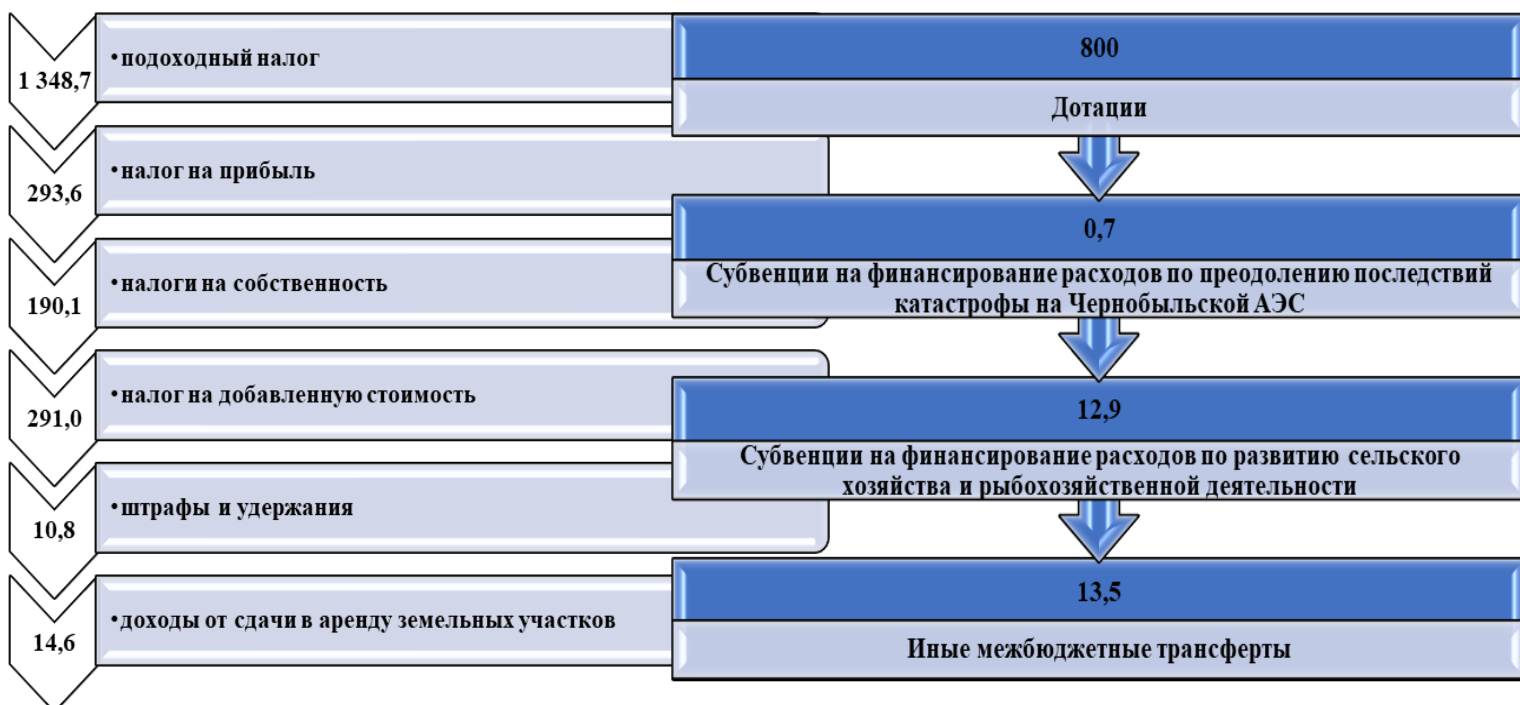 1 348,7
•подоходный налог
293,6
•налог на прибыль
190,1
•налоги на собственность
291,0
•налог на добавленную стоимость
10,8
•штрафы и удержания
14,6
•доходы от сдачи в аренду земельных участков
800
Дотации
0,7
Субвенции на финансирование расходов по преодолению последствий
катастрофы на Чернобыльской АЭС
12,9
Субвенции на финансирование расходов по развитию сельского
хозяйства и рыбохозяйственной деятельности
13,5
Иные межбюджетные трансферты